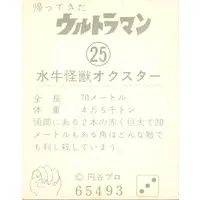 帰ってきた
ウルトラマン
25
水牛怪獣オクスター
全長 70メートル
体重 4万5千トン
頭部にある2本の赤く巨大で20
メートルもある角はどんな敵で
も刺し殺してしまう
©円谷プロ
65493